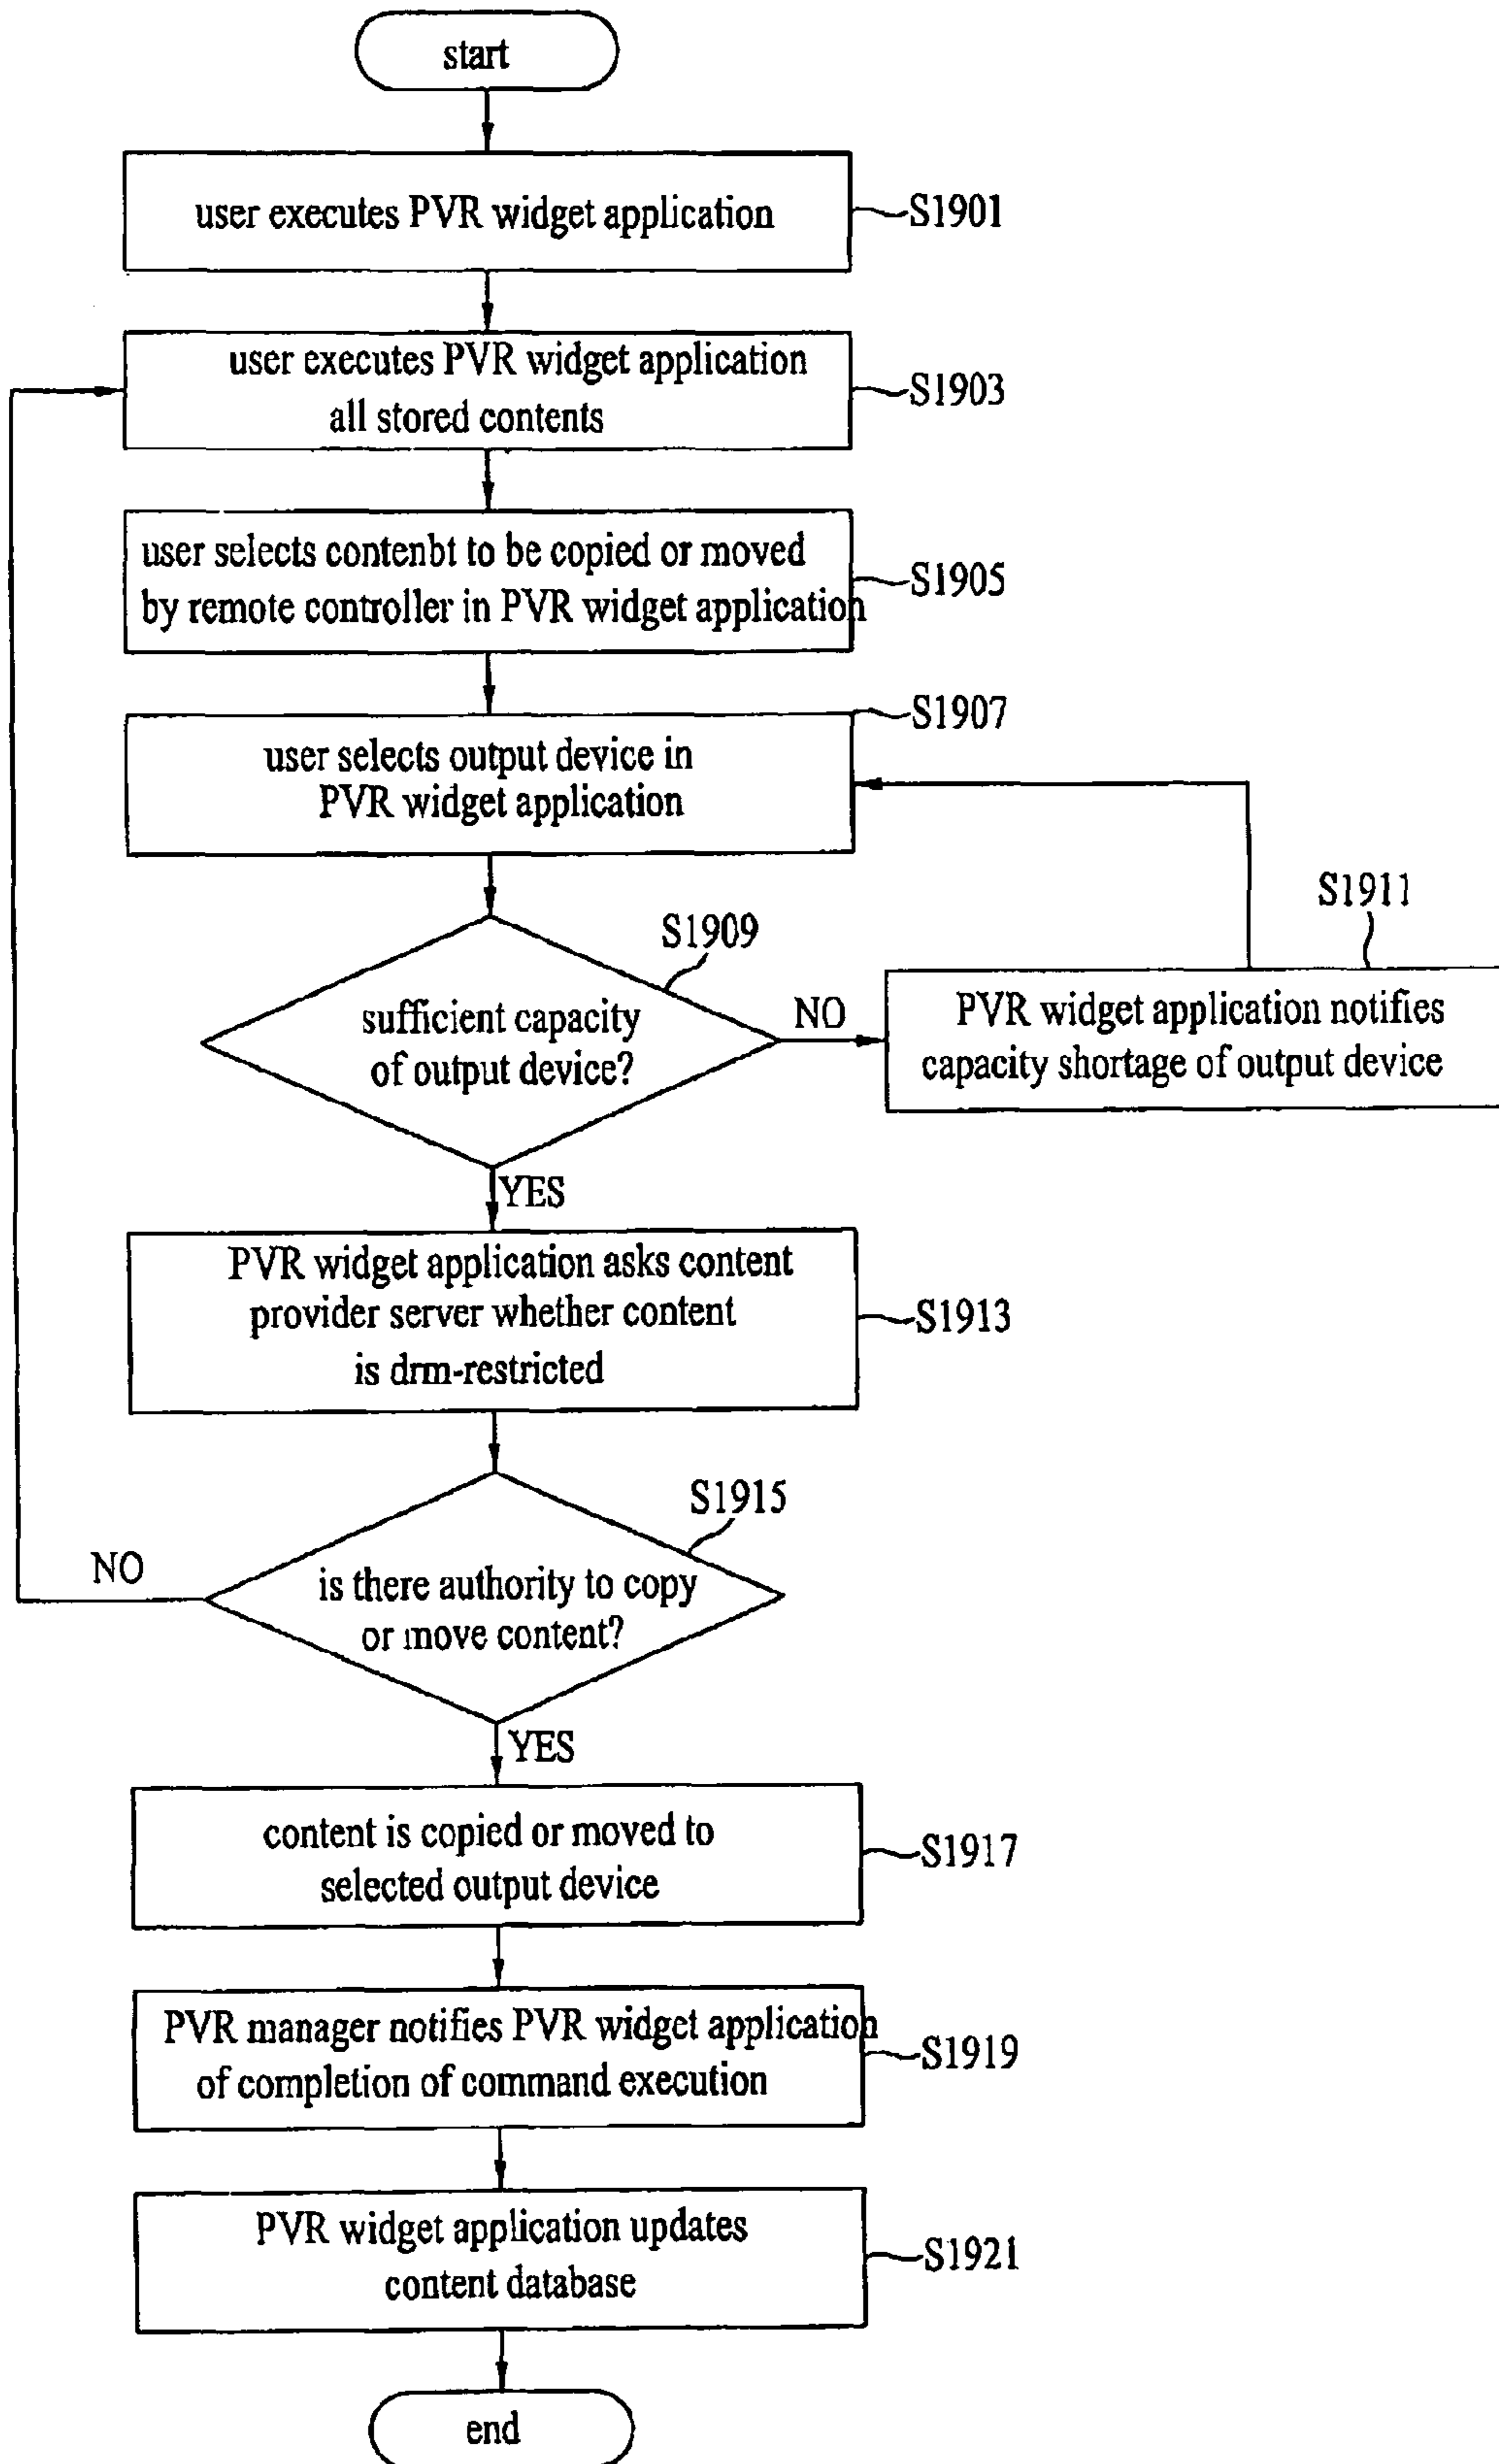 start
user executes PVR widget application
S1901
user executes PVR widget application
all stored contents
S1903
user selects contenbt to be copied or moved
by remote controller in PVR widget application
S1905
S1907
user selects output device in
PVR widget application
S1909
sufficient capacity
of output device?
NO
S1911
PVR widget application notifies
capacity shortage of output device
YES
PVR widget application asks content
provider server whether content
is drm-restricted
S1913
S1915
NO
is there authority to copy
or move content?
YES
content is copied or moved to
selected output device
S1917
PVR manager notifies PVR widget application
of completion of command execution
S1919
PVR widget application updates
content database
S1921
end